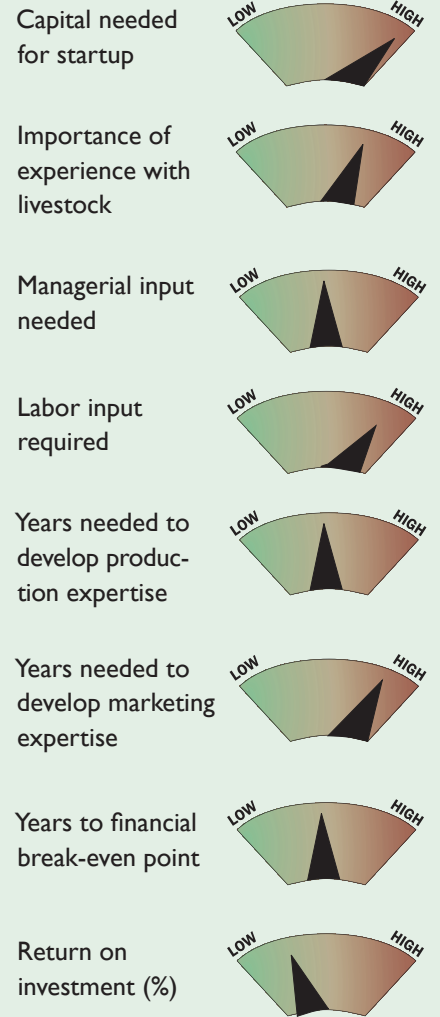 Capital needed
for startup
LOW
HIGH
Importance of
experience with
livestock
LOW
HIGH
Managerial input
needed
LOW
HIGH
Labor input
required
LOW
HIGH
Years needed to
develop produc-
tion expertise
LOW
HIGH
Years needed to
develop marketing
expertise
LOW
HIGH
Years to financial
break-even point
LOW
HIGH
Return on
investment (%)
LOW
HIGH